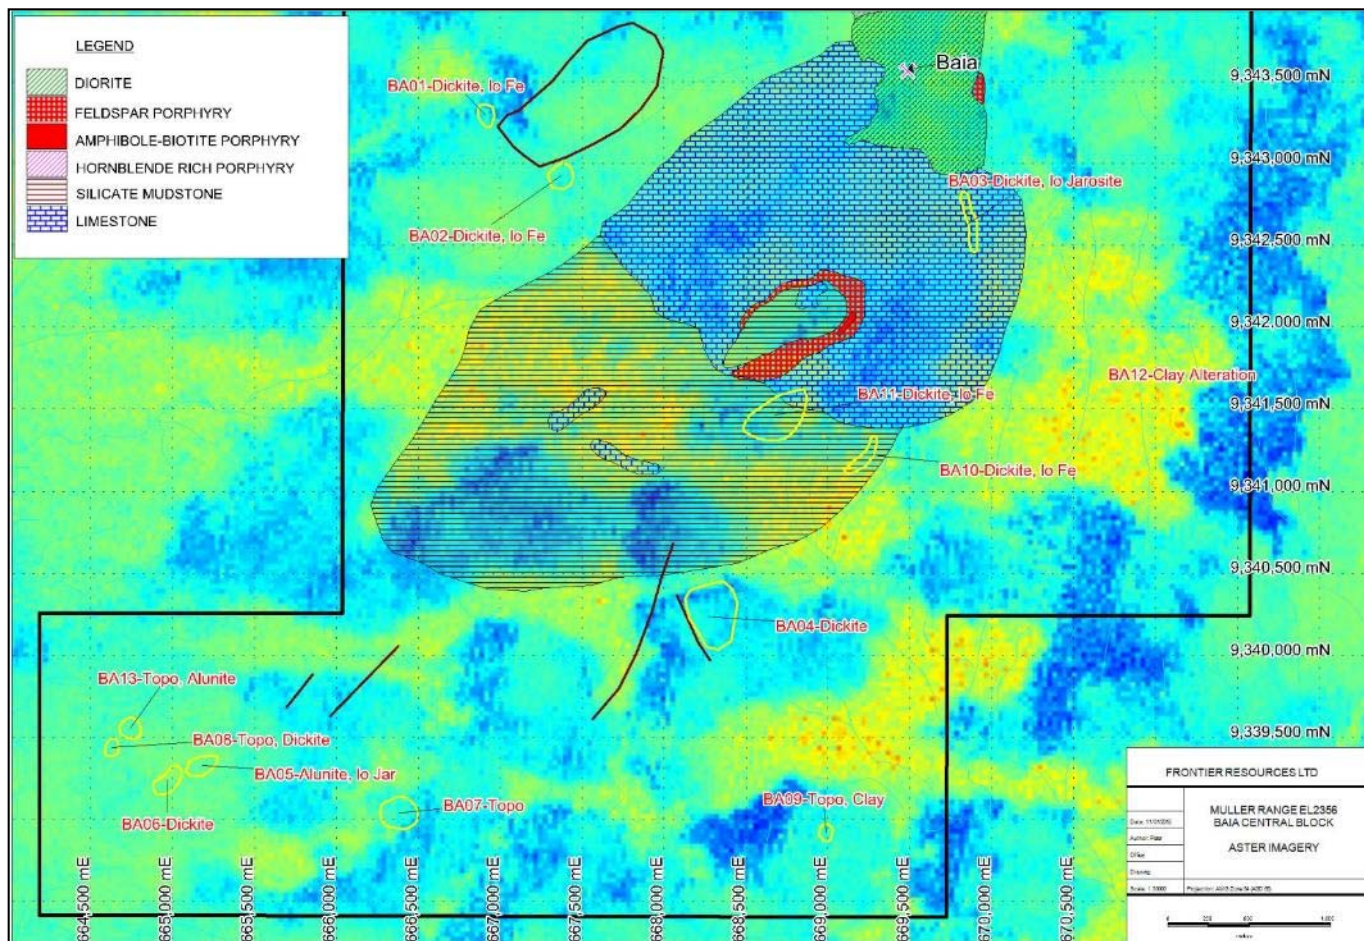 LEGEND
DIORITE
FELDSPAR PORPHYRY
AMPHIBOLE-BIOTITE PORPHYRY
HORNBLENDE RICH PORPHYRY
SILICATE MUDSTONE
LIMESTONE
Baia
BA01-Dickite, lo Fe
BA02-Dickite, lo Fe
BA03-Dickite, lo Jarosite
BA12-Clay Alteration
BA11-Dickite, lo Fe
BA10-Dickite, lo Fe
BA04-Dickite
BA13-Topo, Alunite
BA08-Topo, Dickite
BA05-Alunite, lo Jar
BA06-Dickite
BA07-Topo
BA09-Topo, Clay
9,343,500 mN
9,343,000 mN
9,342,500 mN
9,342,000 mN
9,341,500 mN
9,341,000 mN
9,340,500 mN
9,340,000 mN
9,339,500 mN
664,500 mE
665,000 mE
665,500 mE
666,000 mE
666,500 mE
667,000 mE
667,500 mE
668,000 mE
668,500 mE
669,000 mE
669,500 mE
670,000 mE
670,500 mE
FRONTIER RESOURCES LTD
MULLER RANGE EL2356
BAIA CENTRAL BLOCK
ASTER IMAGERY
Office
Drawing